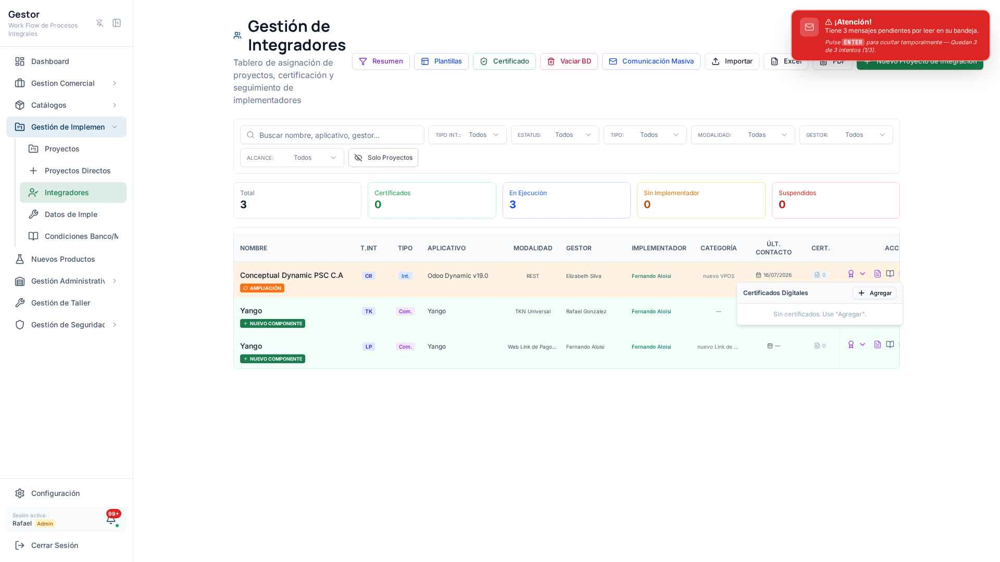 Gestor
Work Flow de Procesos
Integrales
Dashboard
Gestion Comercial
Catálogos
Gestión de Implemen
Proyectos
Proyectos Directos
Integradores
Datos de Imple
Condiciones Banco/M
Nuevos Productos
Gestión Administrativ
Gestión de Taller
Gestión de Seguridad
Configuración
Sesión activa:
Rafael Admin
99+
Cerrar Sesión
Gestión de
Integradores
Tablero de asignación de
proyectos, certificación y
seguimiento de
implementadores
Resumen
Plantillas
Certificado
Vaciar BD
Comunicación Masiva
Importar
Excel
PDF
Nuevo Proyecto de Integración
¡Atención!
Tiene 3 mensajes pendientes por leer en su bandeja.
Pulse ENTER para ocultar temporalmente — Quedan 3
de 3 intentos (1/3).
Buscar nombre, aplicativo, gestor...
TIPO INT.: Todos
ESTATUS: Todos
TIPO: Todos
MODALIDAD: Todas
GESTOR: Todos
ALCANCE: Todos
Solo Proyectos
Total
3
Certificados
0
En Ejecución
3
Sin Implementador
0
Suspendidos
0
NOMBRE T.INT TIPO APLICATIVO MODALIDAD GESTOR IMPLEMENTADOR CATEGORÍA ÚLT. CONTACTO CERT. ACC
Conceptual Dynamic PSC C.A CR Int. Odoo Dynamic v19.0 REST Elizabeth Silva Fernando Aloisi nuevo VPOS 16/07/2026 0
AMPLIACIÓN
Certificados Digitales
Agregar
Sin certificados. Use "Agregar".
Yango TK Com. Yango TKN Universal Rafael González Fernando Aloisi —
NUEVO COMPONENTE
Yango LP Com. Yango Web Link de Pago... Fernando Aloisi Fernando Aloisi nuevo Link de ... — 0
NUEVO COMPONENTE